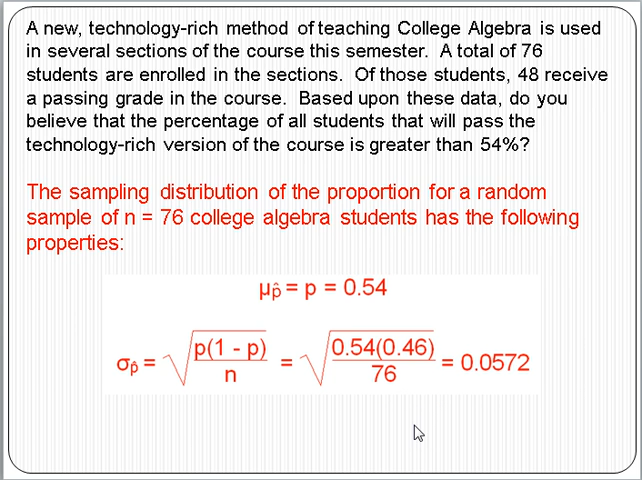 A new, technology-rich method of teaching College Algebra is used
in several sections of the course this semester.  A total of 76
students are enrolled in the sections.  Of those students, 48 receive
a passing grade in the course.  Based upon these data, do you
believe that the percentage of all students that will pass the
technology-rich version of the course is greater than 54%?
The sampling distribution of the proportion for a random
sample of n = 76 college algebra students has the following
properties:
μp̂ = p = 0.54
σp̂ = √(p(1 - p)/n) = √(0.54(0.46)/76) = 0.0572